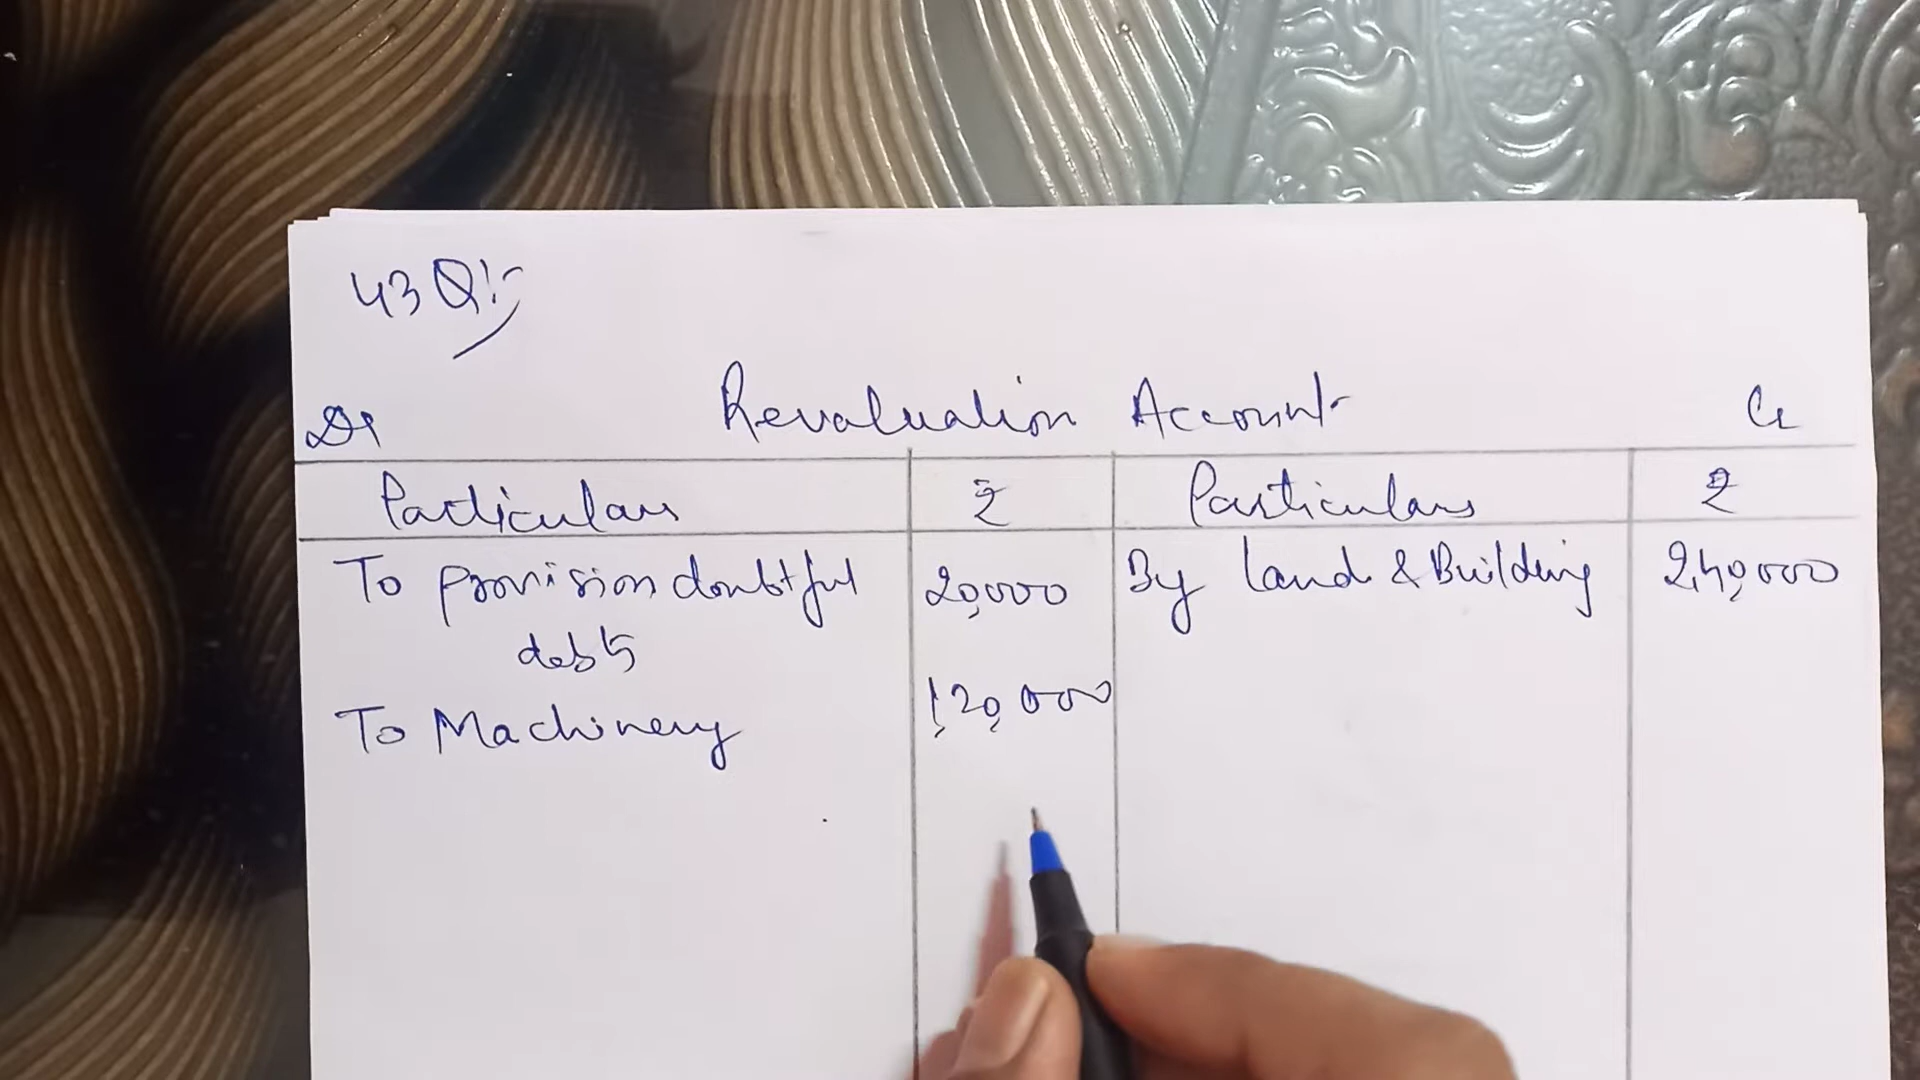 43 Q:-
Revaluation Account
Dr Cr
Particulars ₹ Particulars ₹
To provision doubtful 20,000 By land & Building 2,40,000
debts
To Machinery 1,20,000